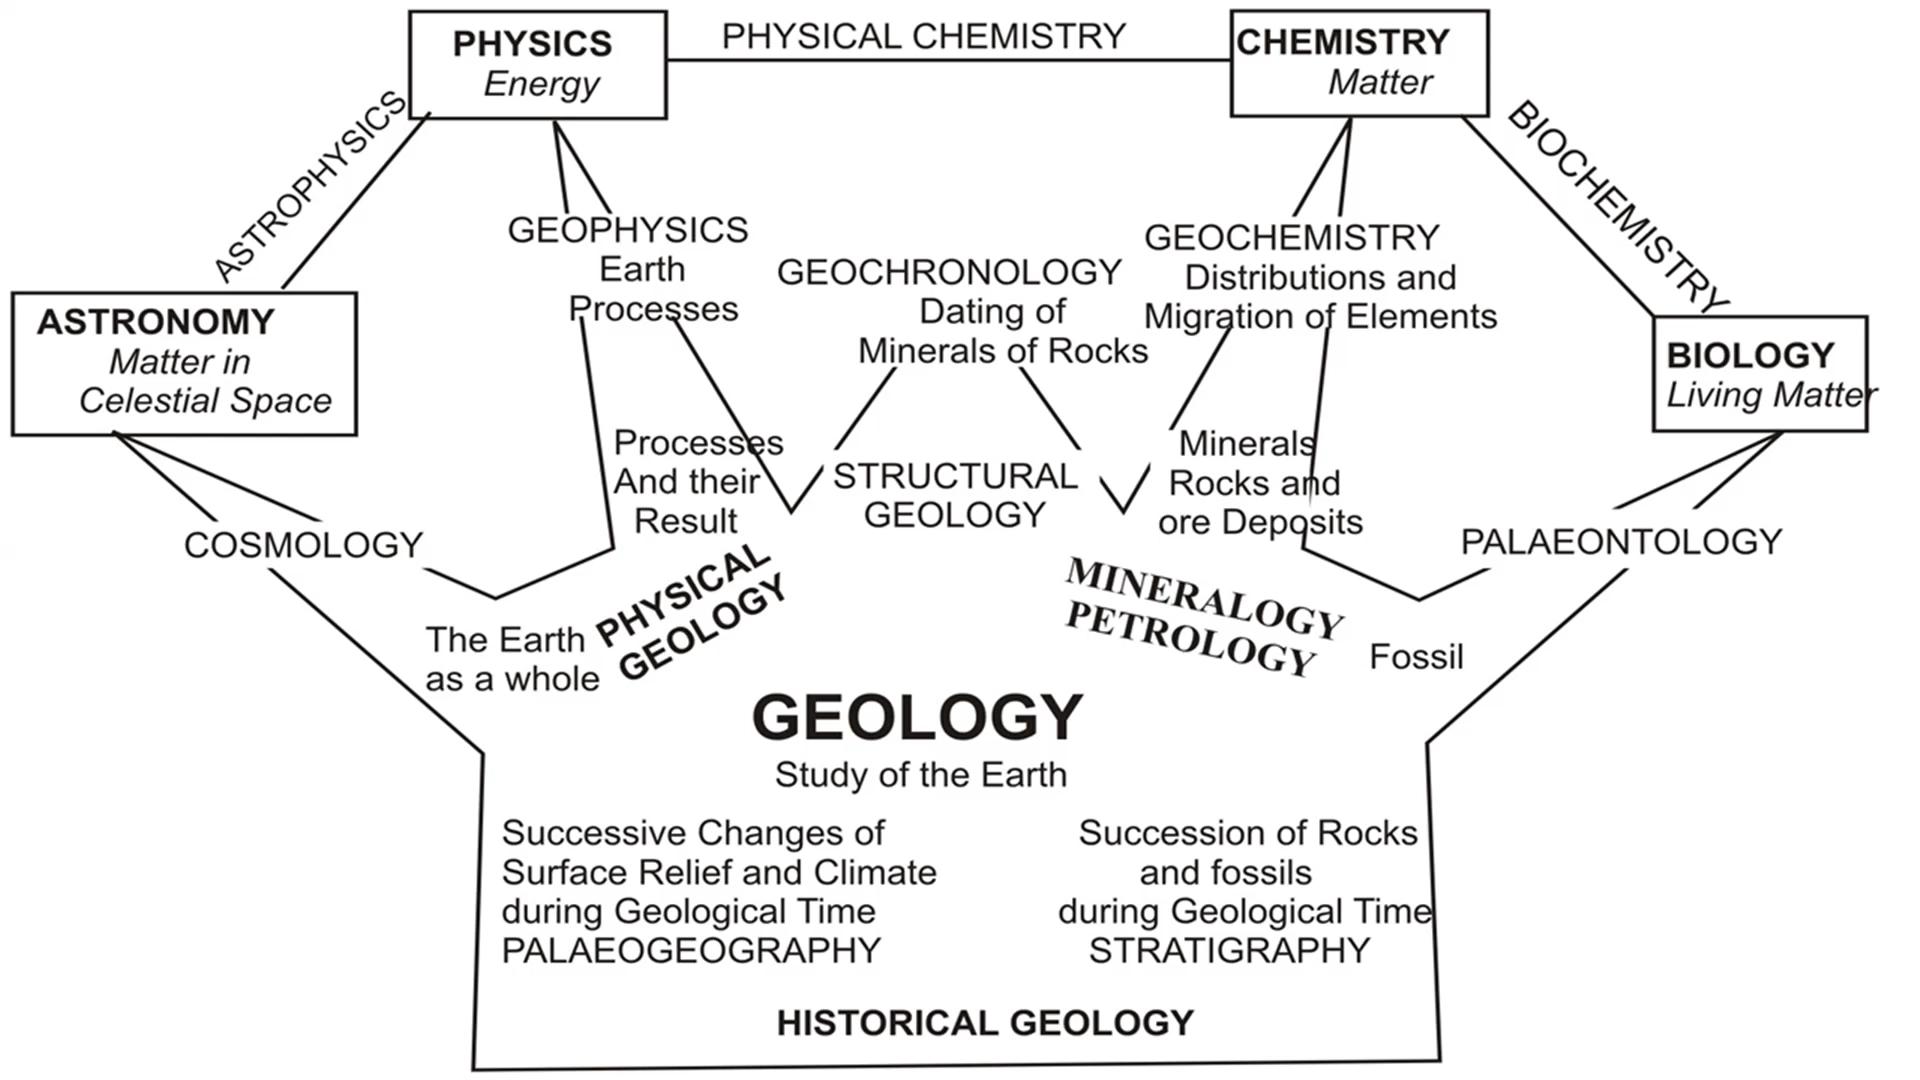 PHYSICS
Energy
PHYSICAL CHEMISTRY
CHEMISTRY
Matter
ASTROPHYSICS
BIOCHEMISTRY
ASTRONOMY
Matter in
Celestial Space
GEOPHYSICS
Earth
Processes
GEOCHRONOLOGY
Dating of
Minerals of Rocks
GEOCHEMISTRY
Distributions and
Migration of Elements
BIOLOGY
Living Matter
Processes
And their
Result
STRUCTURAL
GEOLOGY
Minerals
Rocks and
ore Deposits
COSMOLOGY
PALAEONTOLOGY
The Earth
as a whole
PHYSICAL
GEOLOGY
MINERALOGY
PETROLOGY
Fossil
GEOLOGY
Study of the Earth
Successive Changes of
Surface Relief and Climate
during Geological Time
PALAEOGEOGRAPHY
Succession of Rocks
and fossils
during Geological Time
STRATIGRAPHY
HISTORICAL GEOLOGY